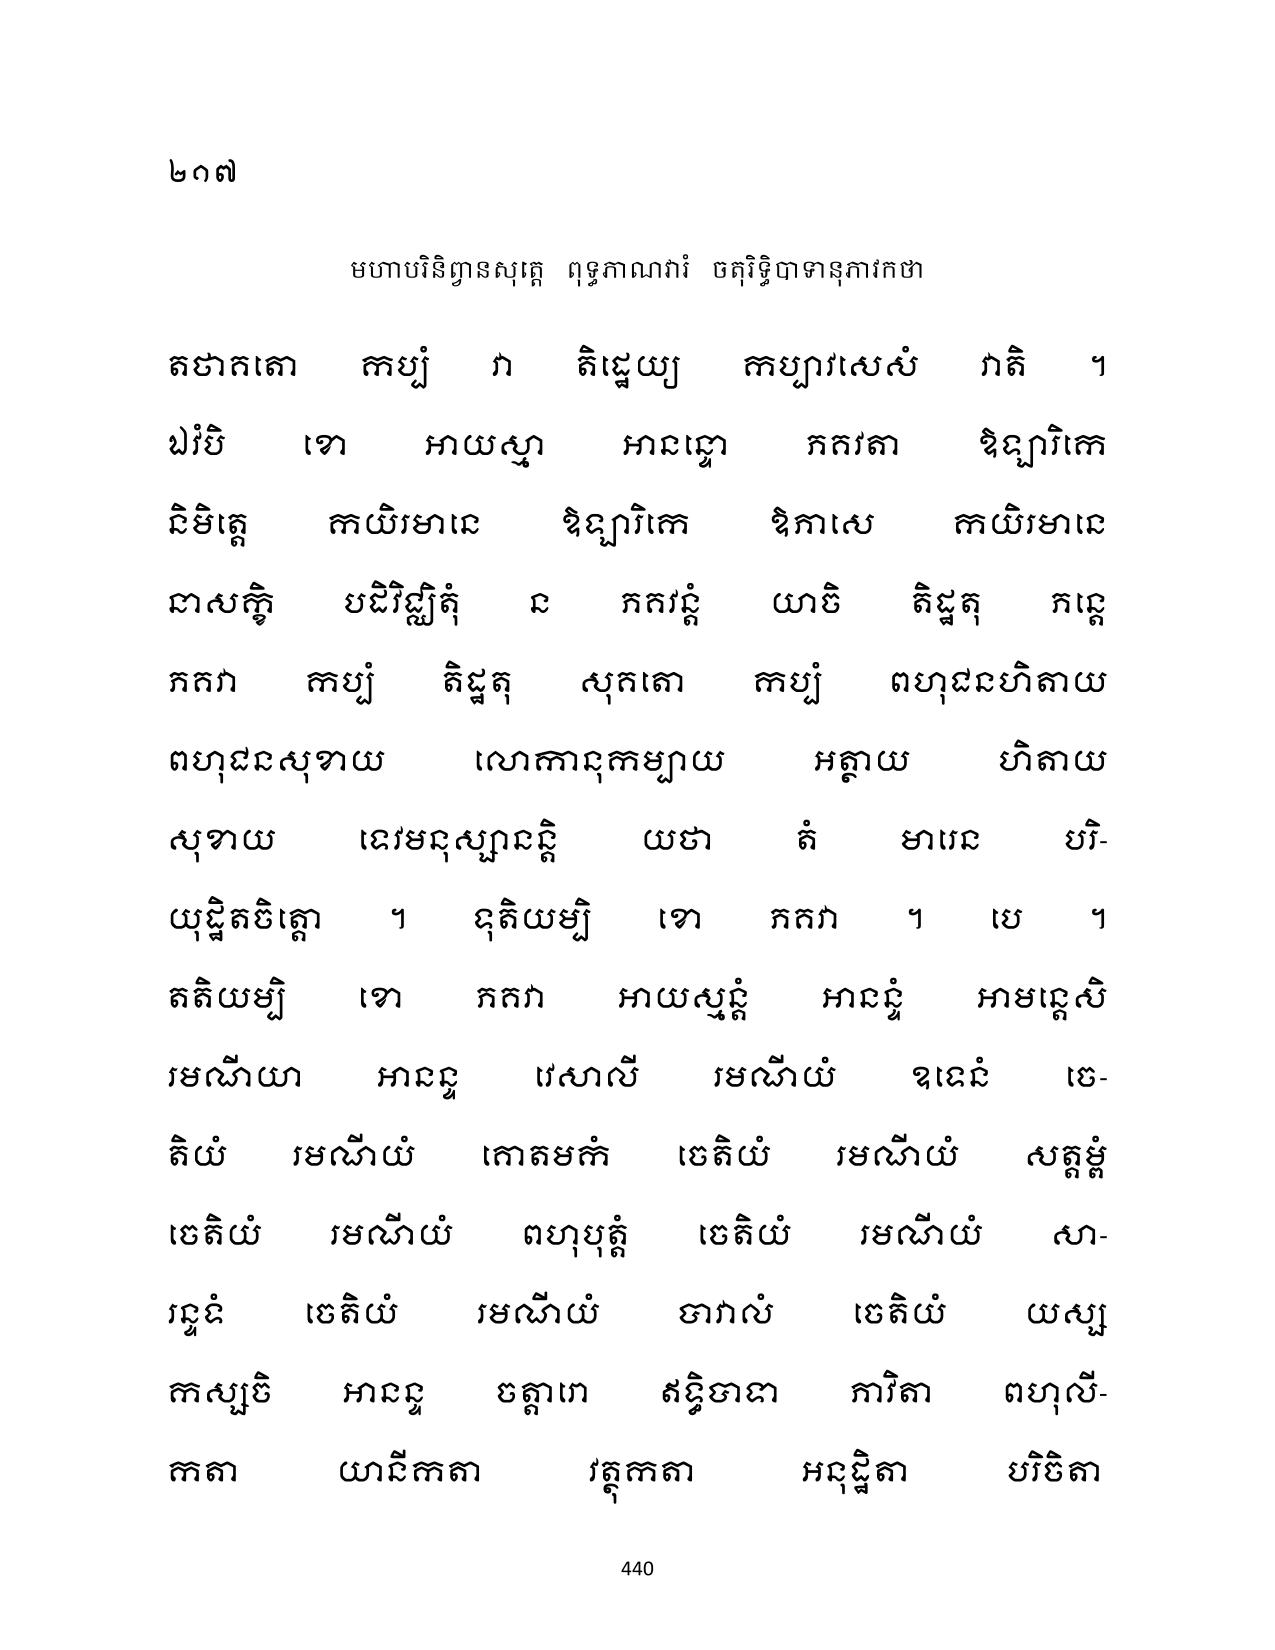 ២១៧
មហាបរិនិព្វានសុត្តេ ពុទ្ធភាណវារំ ចតុរិទ្ធិបាទានុភាវកថា
តថាគតោ កប្បំ វា តិដ្ឋេយ្យ កប្បាវសេសំ វាតិ ។
ឯវំបិ ខោ អាយស្មា អានន្ទោ ភគវតា ឱឡារិកេ
និមិត្តេ កយិរមានេ ឱឡារិកេ ឱភាសេ កយិរមានេ
នាសក្ខិ បដិវិជ្ឈិតុំ ន ភគវន្តំ យាចិ តិដ្ឋតុ ភន្តេ
ភគវា កប្បំ តិដ្ឋតុ សុគតោ កប្បំ ពហុជនហិតាយ
ពហុជនសុខាយ លោកានុកម្បាយ អត្ថាយ ហិតាយ
សុខាយ ទេវមនុស្សានន្តិ យថា តំ មារេន បរិ-
យុដ្ឋិតចិត្តោ ។ ទុតិយម្បិ ខោ ភគវា ។ បេ ។
តតិយម្បិ ខោ ភគវា អាយស្មន្តំ អានន្ទំ អាមន្តេសិ
រមណីយា អានន្ទ វេសាលី រមណីយំ ឧទេនំ ចេ-
តិយំ រមណីយំ គោតមកំ ចេតិយំ រមណីយំ សត្តម្ពំ
ចេតិយំ រមណីយំ ពហុបុត្តំ ចេតិយំ រមណីយំ សា-
រន្ទទំ ចេតិយំ រមណីយំ បាវាលំ ចេតិយំ យស្ស
កស្សចិ អានន្ទ ចត្តារោ ឥទ្ធិបាទា ភាវិតា ពហុលី-
កតា យានីកតា វត្ថុកតា អនុដ្ឋិតា បរិចិតា
440